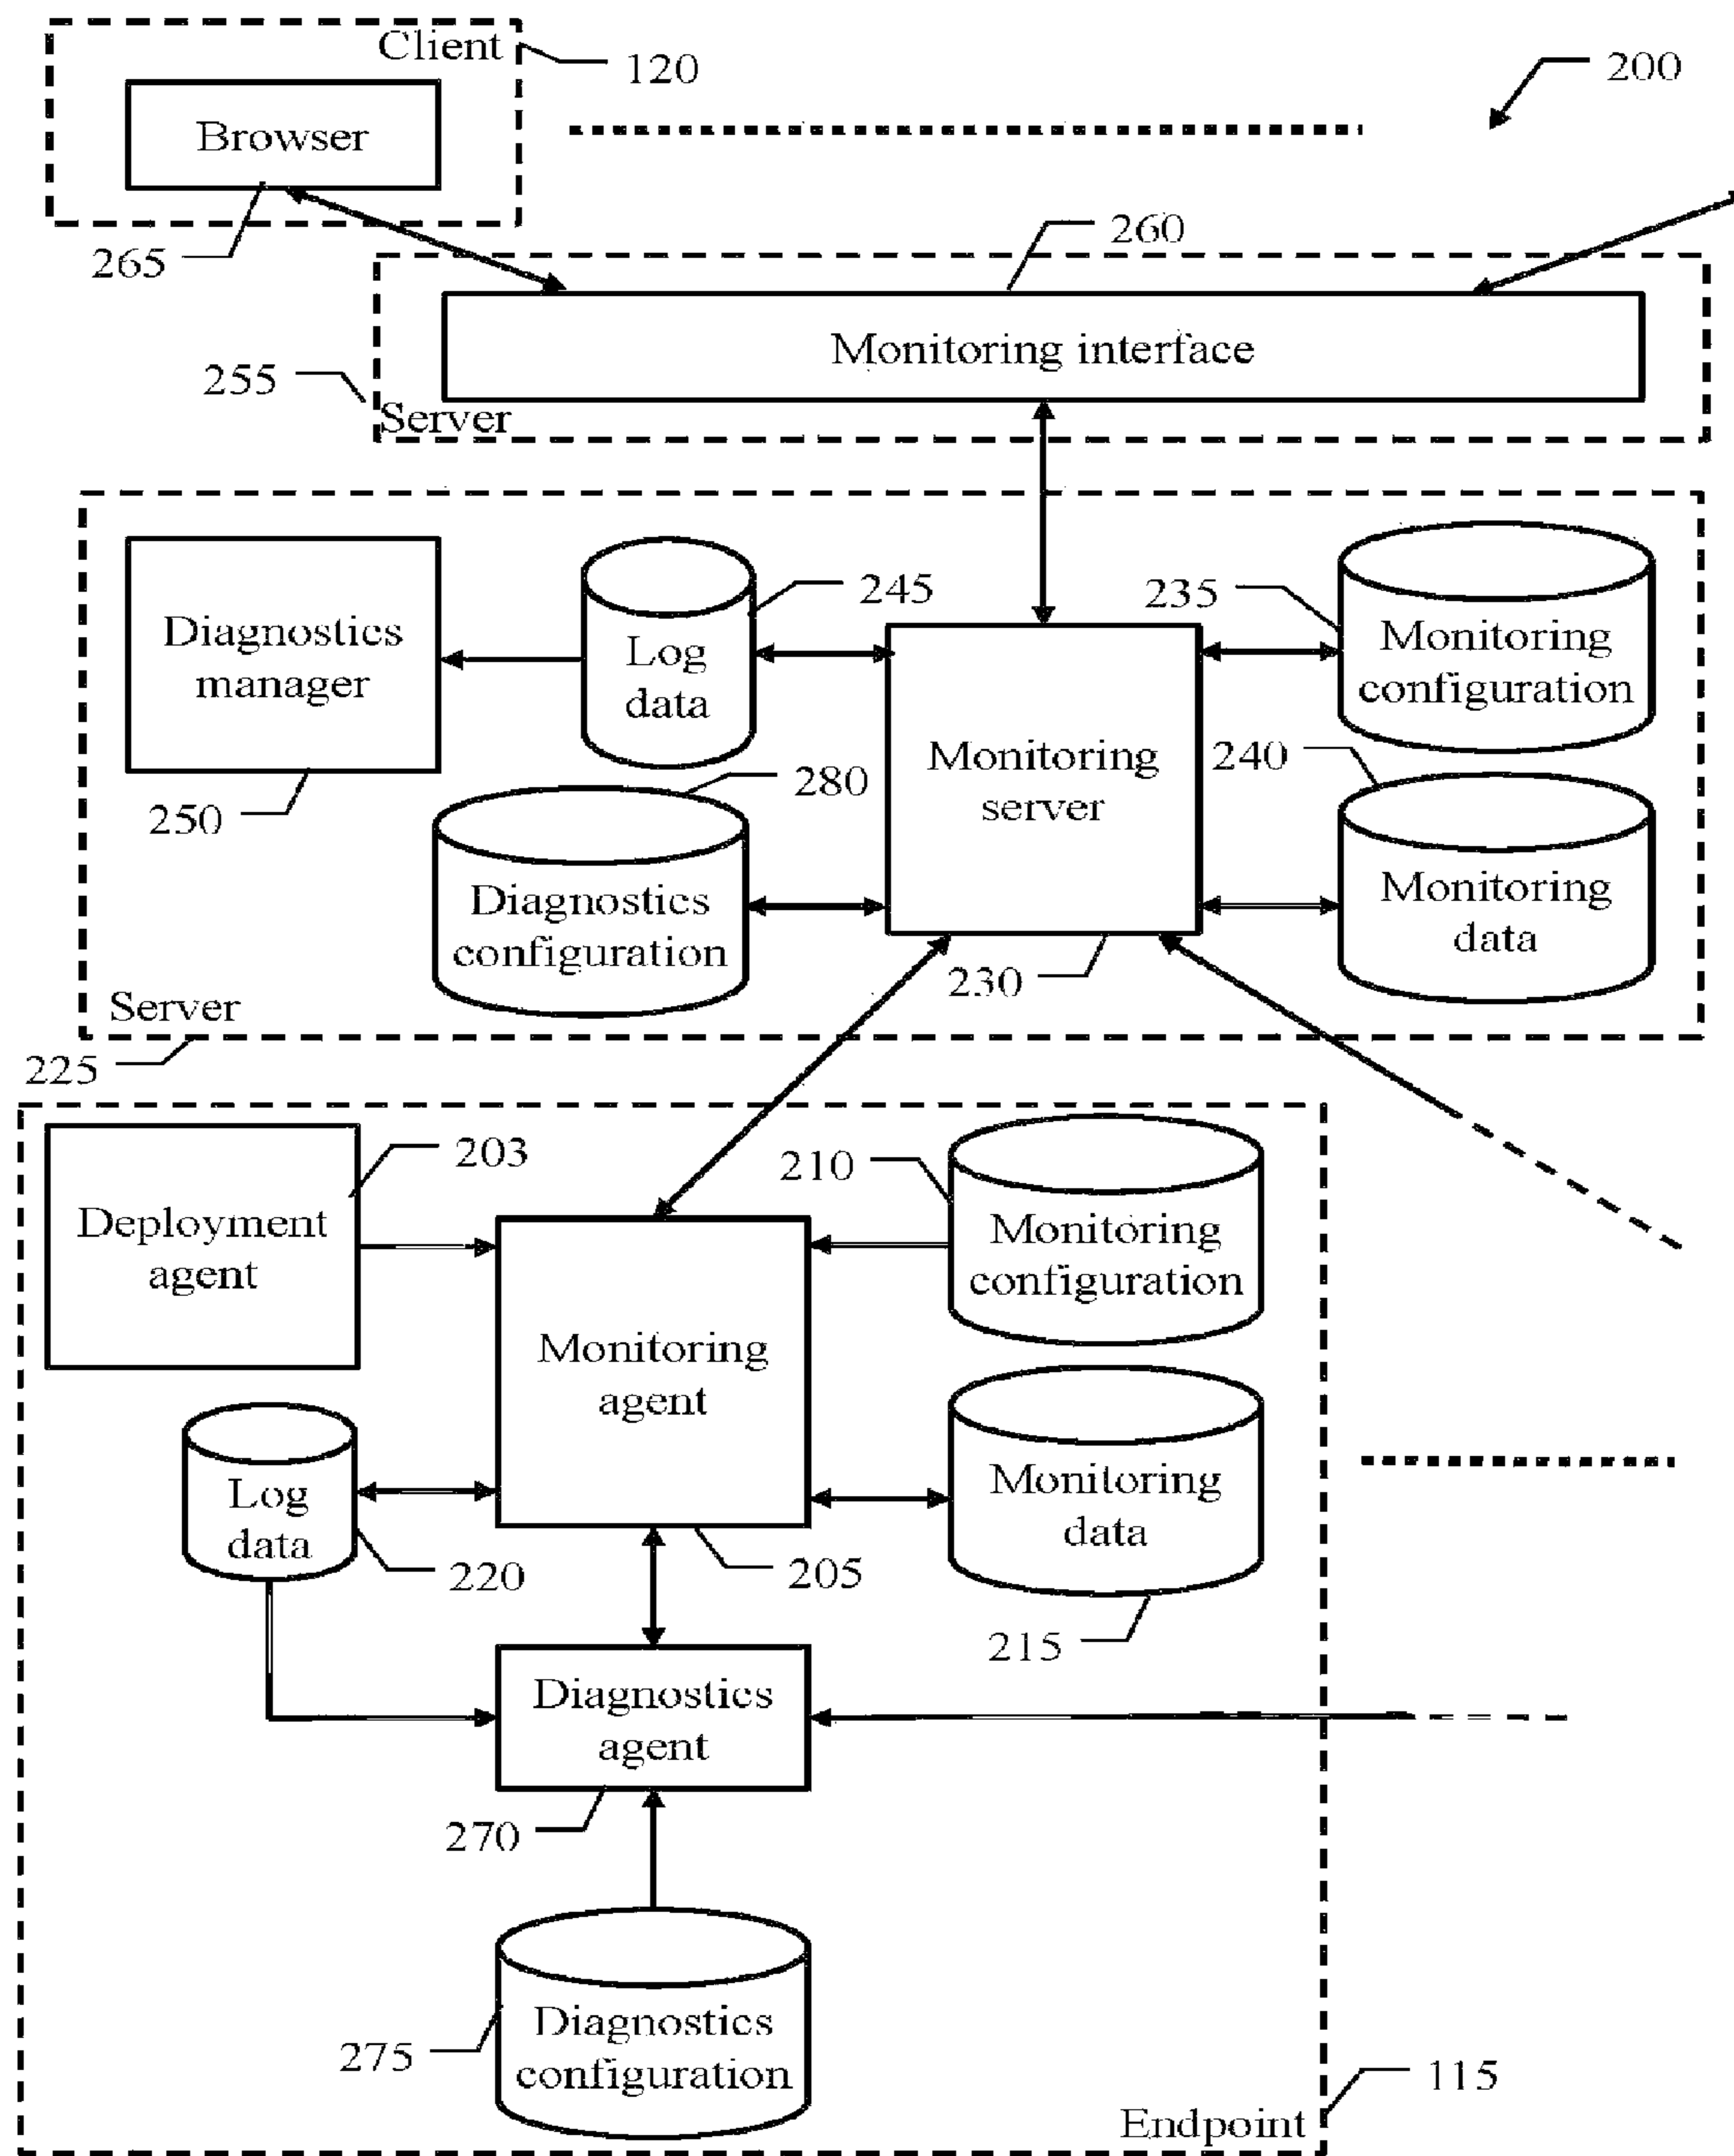 Client
120
200
Browser
265
260
Monitoring interface
255
Server
Diagnostics
manager
250
Log
data
245
235
Monitoring
configuration
280
Monitoring
server
240
Diagnostics
configuration
Monitoring
data
230
Server
225
Deployment
agent
203
210
Monitoring
configuration
Monitoring
agent
Log
data
220
205
Monitoring
data
215
Diagnostics
agent
270
275
Diagnostics
configuration
115
Endpoint